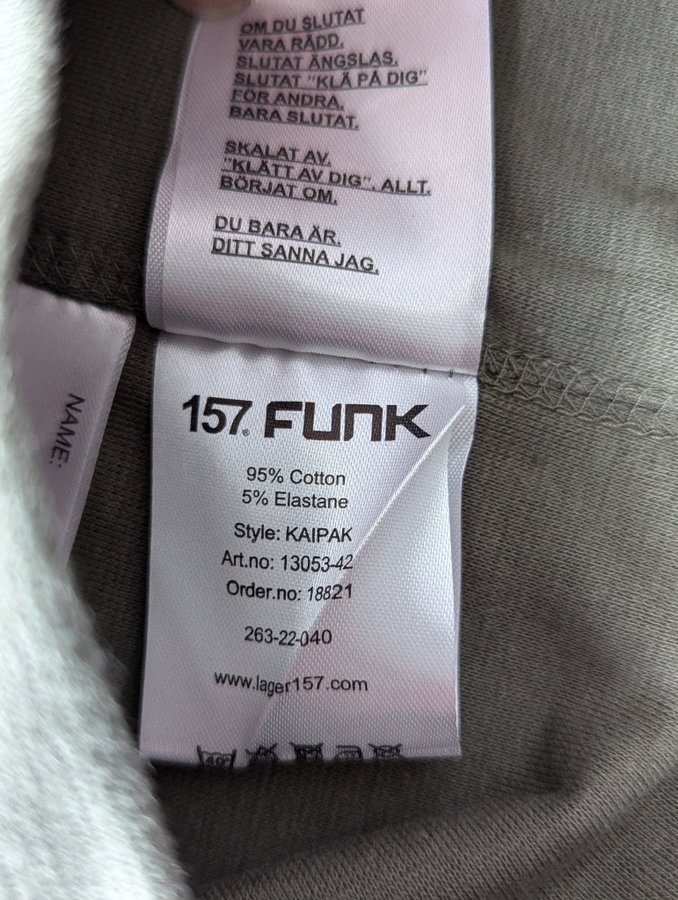 OM DU SLUTAT
VARA RÄDD.
SLUTAT ÄNGSLAS.
SLUTAT "KLÄ PÅ DIG"
FÖR ANDRA.
BARA SLUTAT.
SKALAT AV.
"KLÄTT AV DIG". ALLT.
BÖRJAT OM.
DU BARA ÄR.
DITT SANNA JAG.
NAME:
157® FUNK
95% Cotton
5% Elastane
Style: KAIPAK
Art.no: 13053-42
Order.no: 18821
263-22-040
www.lager157.com
40°